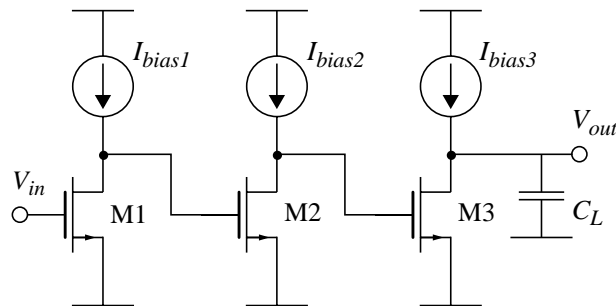 I_bias1
I_bias2
I_bias3
V_out
V_in
M1
M2
M3
C_L